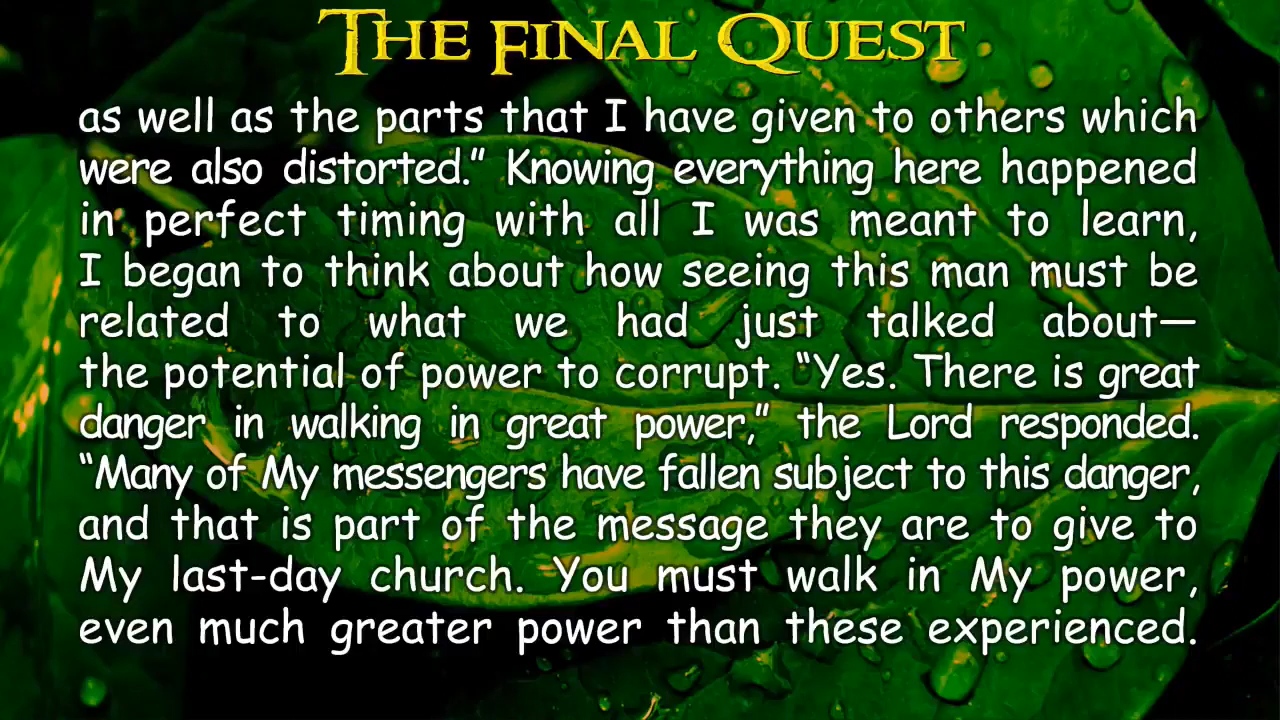 THE FINAL QUEST
as well as the parts that I have given to others which
were also distorted.” Knowing everything here happened
in perfect timing with all I was meant to learn,
I began to think about how seeing this man must be
related to what we had just talked about—
the potential of power to corrupt. “Yes. There is great
danger in walking in great power,” the Lord responded.
“Many of My messengers have fallen subject to this danger,
and that is part of the message they are to give to
My last-day church. You must walk in My power,
even much greater power than these experienced.